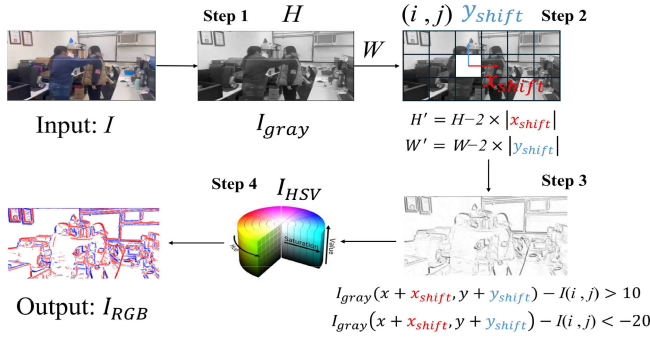 Step 1
H
(i , j) y_shift
Step 2
W
x_shift
Input: I
I_gray
H′ = H−2 × |x_shift|
W′ = W−2 × |y_shift|
Step 4
I_HSV
Step 3
Hue
Saturation
Value
Output: I_RGB
I_gray(x + x_shift, y + y_shift) − I(i , j) > 10
I_gray(x + x_shift, y + y_shift) − I(i , j) < −20